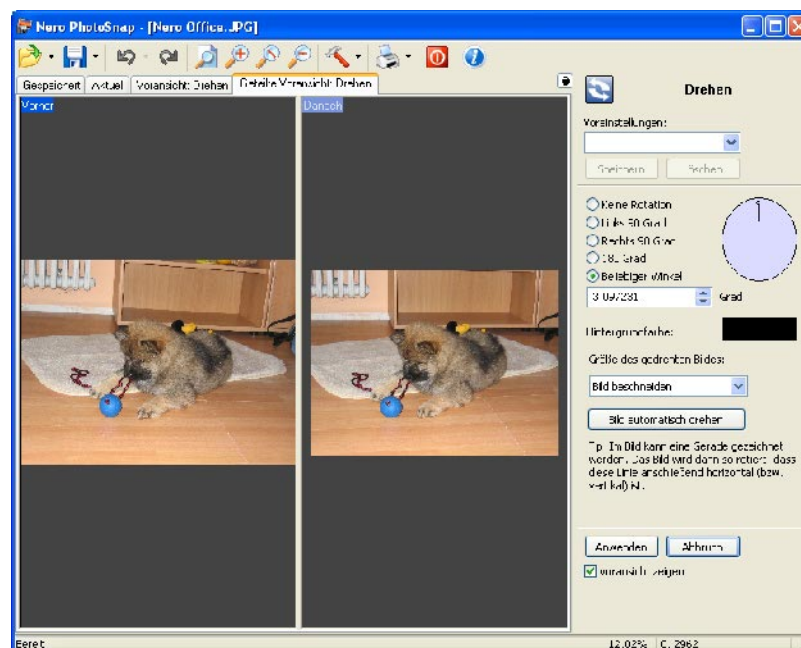 Nero PhotoSnap - [Nero Office.JPG]
Gespeichert Aktuell Voransicht: Drehen Geteilte Voransicht: Drehen
Vorher Danach
Drehen
Voreinstellungen:
Speichern Löschen
Keine Rotation
Links 90 Grad
Rechts 90 Grad
180 Grad
Beliebiger Winkel
Grad
Hintergrundfarbe:
Größe des gedrehten Bildes:
Bild beschneiden
Bild automatisch drehen
Tip: Im Bild kann eine Gerade gezeichnet
werden. Das Bild wird dann so rotiert, dass
diese Linie anschließend horizontal (bzw.
vertikal) ist.
Anwenden Abbruch
Voransicht zeigen
Bereit 12.02%